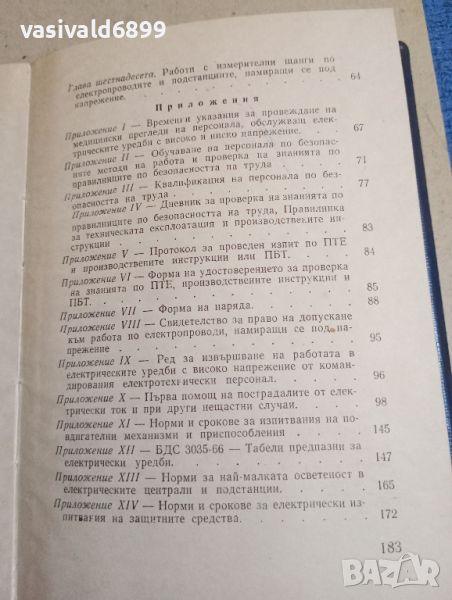 vasivald6899
Глава шестнадесета. Работи с измерителни щанги по
електропроводите и подстанциите, намиращи се под
напрежение. . . . . . . . . . 64
Приложения
Приложение I — Временни указания за провеждане на
медицински прегледи на персонала, обслужващ елек-
трическите уредби с високо и ниско напрежение. . . 67
Приложение II — Обучаване на персонала по безопас-
ните методи на работа и проверка на знанията по
правилниците по безопасността на труда . . . . 71
Приложение III — Квалификация на персонала по без-
опасността на труда . . . . . . . . . 77
Приложение IV — Дневник за проверка на знанията по
правилниците по безопасността на труда, Правилника
за техническата експлоатация и производствените ин-
струкции . . . . . . . . . . . 83
Приложение V — Протокол за проведен изпит по ПТЕ
и производствените инструкции или ПБТ. . . . 84
Приложение VI — Форма на удостоверението за проверка
на знанията по ПТЕ, производствените инструкции и
ПБТ. . . . . . . . . . . . . 85
Приложение VII — Форма на наряда. . . . . . 88
Приложение VIII — Свидетелство за право на допускане
към работа по електропроводи, намиращи се под на-
прежение . . . . . . . . . . . 95
Приложение IX — Ред за извършване на работата в
електрическите уредби с високо напрежение от коман-
дирования електротехнически персонал. . . . . 96
Приложение X — Първа помощ на пострадалите от елек-
трически ток и при други нещастни случаи. . . . 98
Приложение XI — Норми и срокове за изпитвания на по-
вдигателни механизми и приспособления . . . . 145
Приложение XII — БДС 3035-66 — Табели предпазни за
електрически уредби. . . . . . . . . 147
Приложение XIII — Норми за най-малката осветеност в
електрическите централи и подстанции. . . . . 165
Приложение XIV — Норми и срокове за електрически из-
питвания на защитните средства. . . . . . 172
183
BAZAR